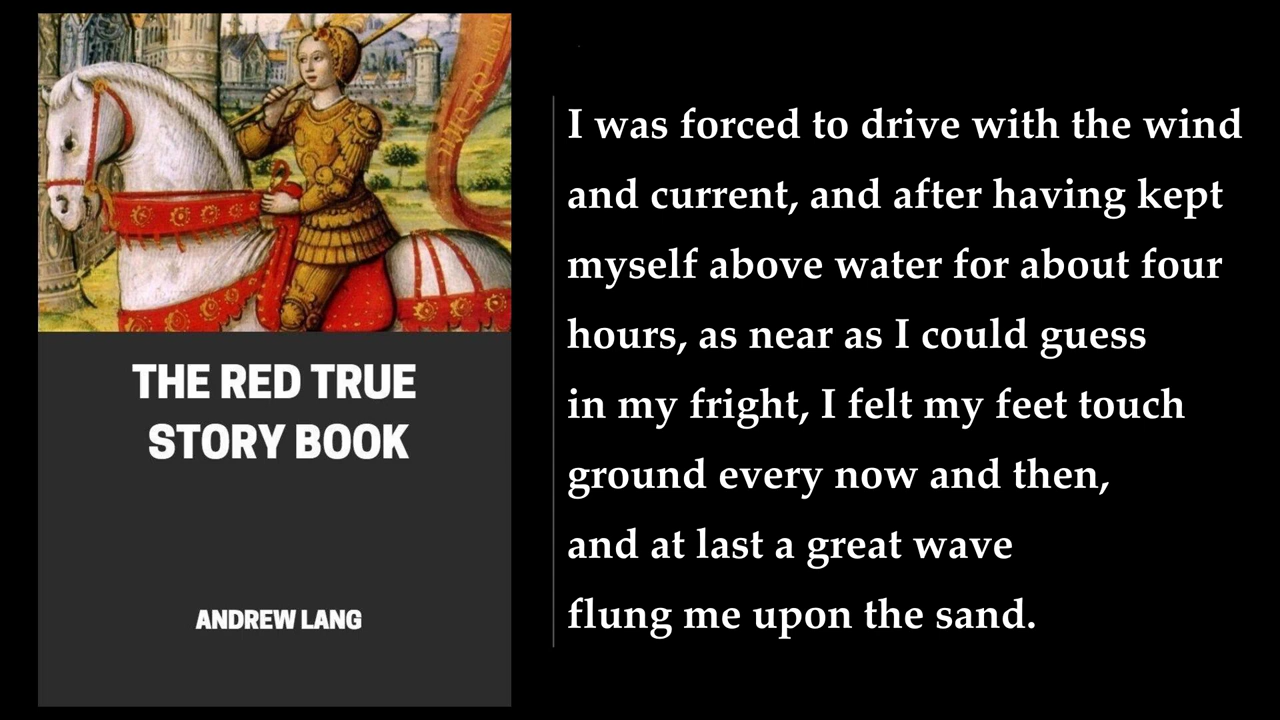 THE RED TRUE
STORY BOOK
ANDREW LANG
I was forced to drive with the wind
and current, and after having kept
myself above water for about four
hours, as near as I could guess
in my fright, I felt my feet touch
ground every now and then,
and at last a great wave
flung me upon the sand.